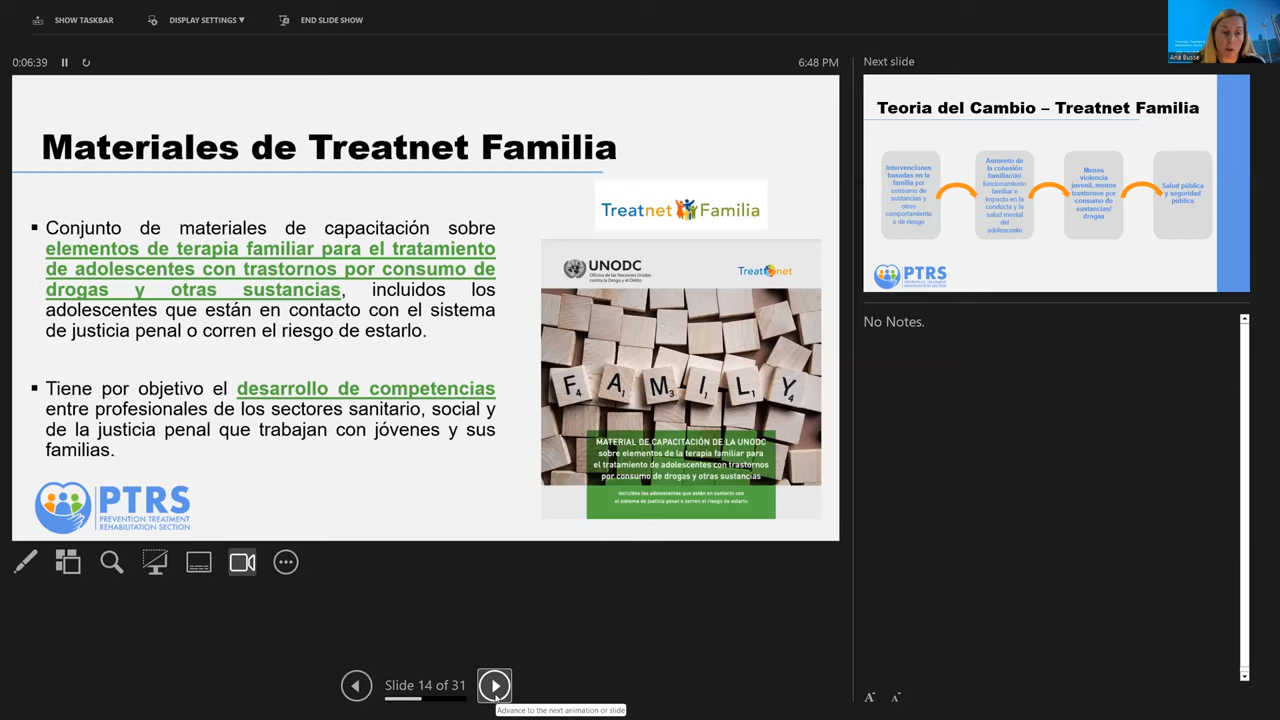 SHOW TASKBAR
DISPLAY SETTINGS ▼
END SLIDE SHOW
0:06:39
6:48 PM
Materiales de Treatnet Familia
Conjunto de materiales de capacitación sobre
elementos de terapia familiar para el tratamiento
de adolescentes con trastornos por consumo de
drogas y otras sustancias, incluidos los
adolescentes que están en contacto con el sistema
de justicia penal o corren el riesgo de estarlo.
Tiene por objetivo el desarrollo de competencias
entre profesionales de los sectores sanitario, social y
de la justicia penal que trabajan con jóvenes y sus
familias.
PTRS
PREVENTION TREATMENT
REHABILITATION SECTION
Treatnet Familia
UNODC
Oficina de las Naciones Unidas
contra la Droga y el Delito
Treatnet
F4 A1 M3 I1 L1 Y4
MATERIAL DE CAPACITACIÓN DE LA UNODC
sobre elementos de la terapia familiar para
el tratamiento de adolescentes con trastornos
por consumo de drogas y otras sustancias
incluidos los adolescentes que están en contacto con
el sistema de justicia penal o corren el riesgo de estarlo
Slide 14 of 31
Advance to the next animation or slide
Ana Busse
Next slide
Teoria del Cambio – Treatnet Familia
Intervenciones
basadas en la
familia por
consumo de
sustancias y
otros
comportamiento
s de riesgo
Aumento de
la cohesión
familiar/del
funcionamiento
familiar e
impacto en la
conducta y la
salud mental
del
adolescente
Menos
violencia
juvenil, menos
trastornos por
consumo de
sustancias/
drogas
Salud pública
y seguridad
pública
PTRS
PREVENTION TREATMENT
REHABILITATION SECTION
No Notes.
A A